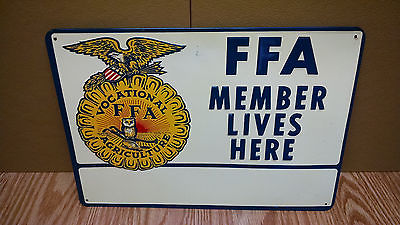 VOCATIONAL
FFA
AGRICULTURE
FFA
MEMBER
LIVES
HERE